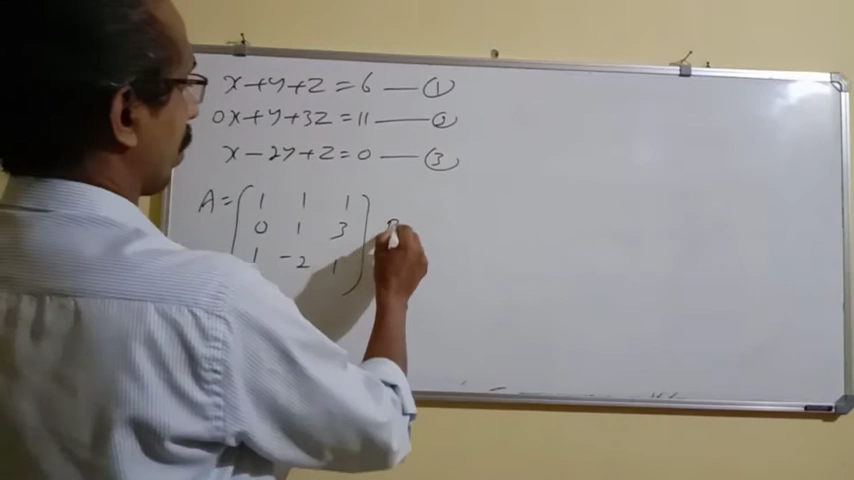 x+y+z=6 — ①
0x+y+3z=11 — ②
x-2y+z=0 — ③
A=( 1 1 1
0 1 3
1 -2 1 )